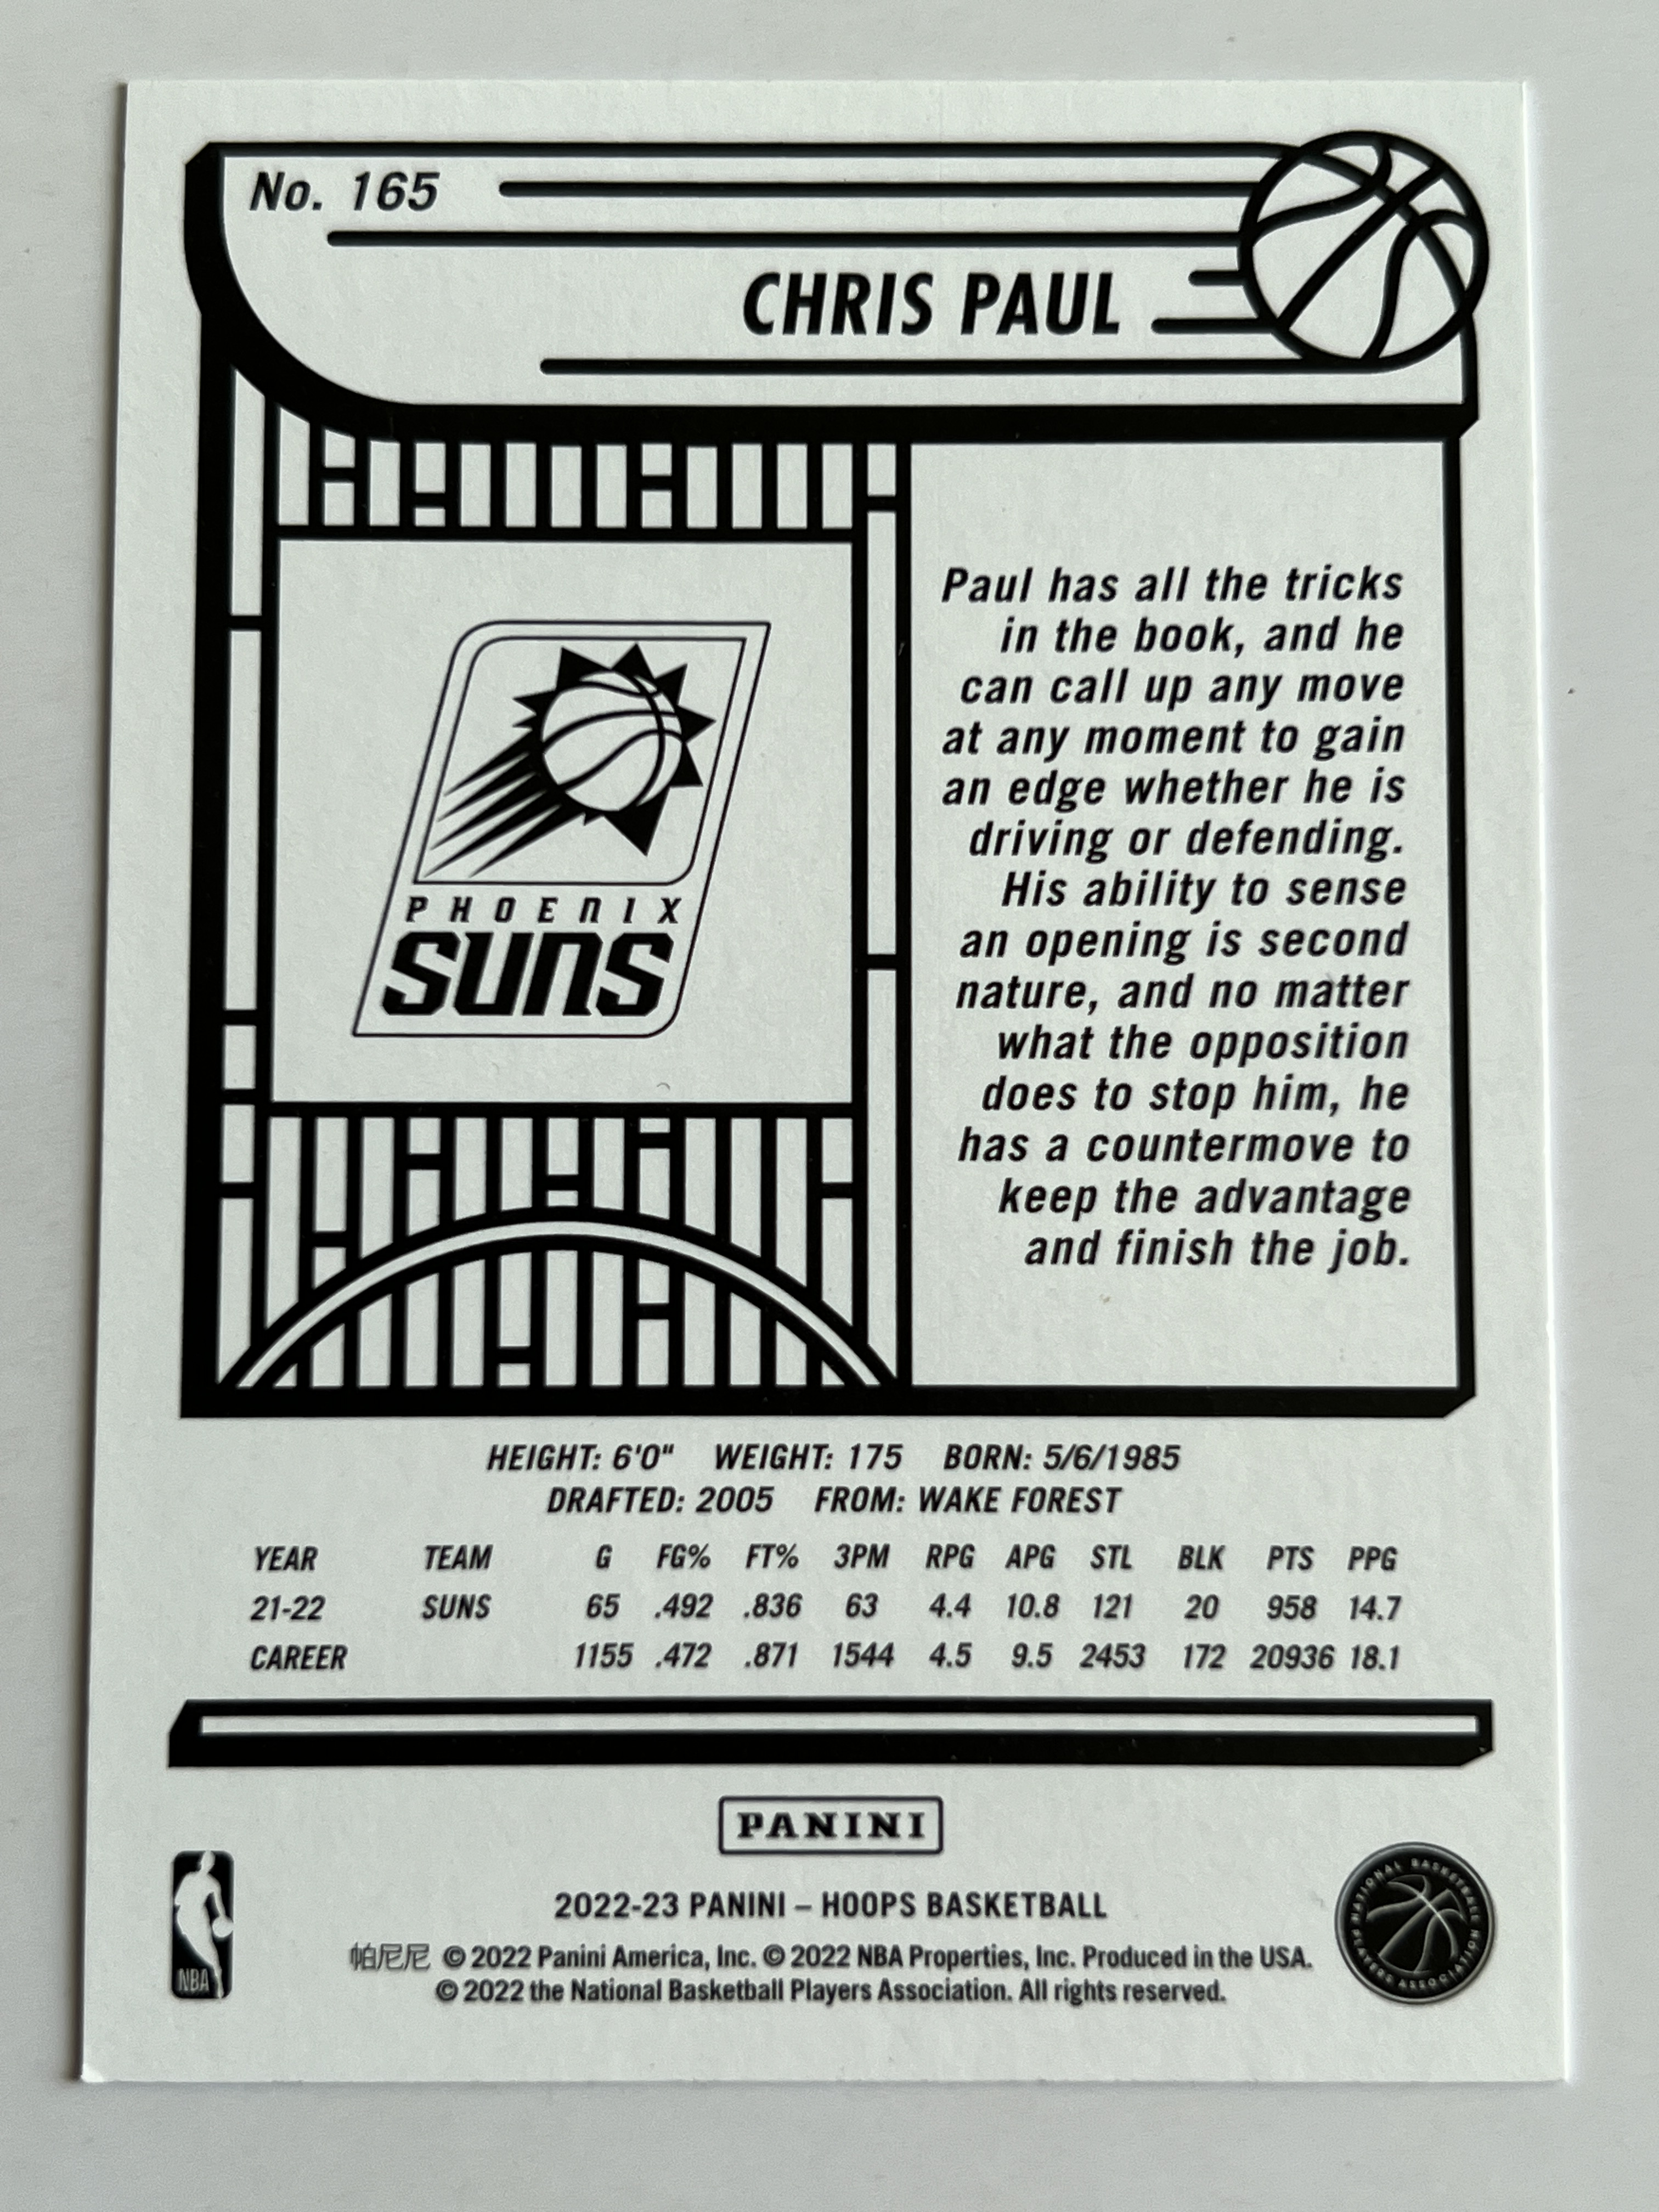 No. 165
CHRIS PAUL
PHOENIX
SUNS
Paul has all the tricks
in the book, and he
can call up any move
at any moment to gain
an edge whether he is
driving or defending.
His ability to sense
an opening is second
nature, and no matter
what the opposition
does to stop him, he
has a countermove to
keep the advantage
and finish the job.
HEIGHT: 6'0" WEIGHT: 175 BORN: 5/6/1985
DRAFTED: 2005 FROM: WAKE FOREST
YEAR TEAM G FG% FT% 3PM RPG APG STL BLK PTS PPG
21-22 SUNS 65 .492 .836 63 4.4 10.8 121 20 958 14.7
CAREER 1155 .472 .871 1544 4.5 9.5 2453 172 20936 18.1
PANINI
NBA
2022-23 PANINI – HOOPS BASKETBALL
帕尼尼 © 2022 Panini America, Inc. © 2022 NBA Properties, Inc. Produced in the USA.
© 2022 the National Basketball Players Association. All rights reserved.
NATIONAL BASKETBALL
PLAYERS ASSOCIATION